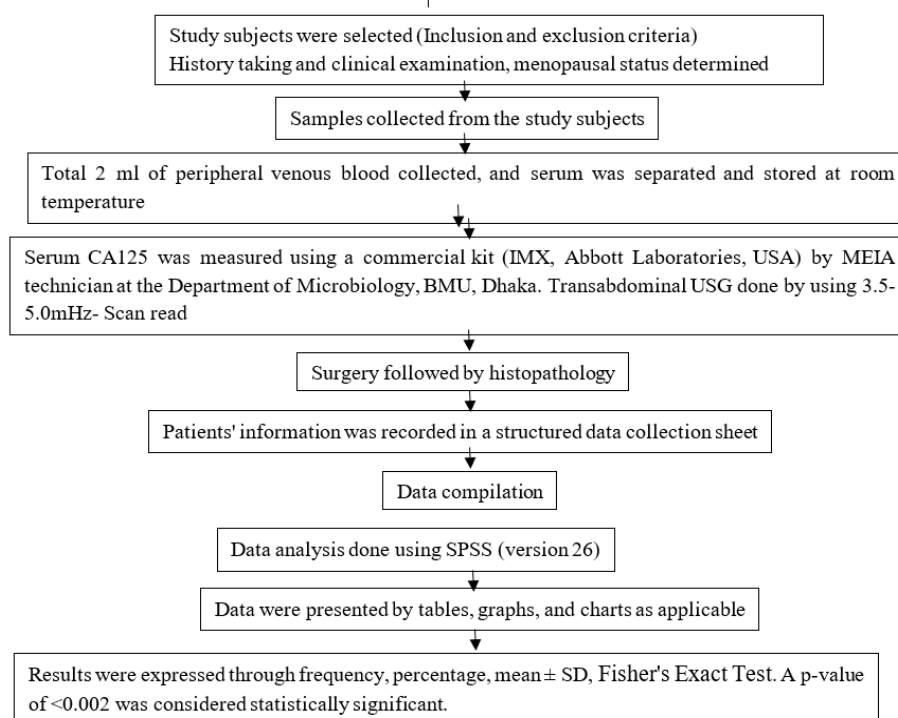 Study subjects were selected (Inclusion and exclusion criteria)
History taking and clinical examination, menopausal status determined
Samples collected from the study subjects
Total 2 ml of peripheral venous blood collected, and serum was separated and stored at room
temperature
Serum CA125 was measured using a commercial kit (IMX, Abbott Laboratories, USA) by MEIA
technician at the Department of Microbiology, BMU, Dhaka. Transabdominal USG done by using 3.5-
5.0mHz- Scan read
Surgery followed by histopathology
Patients' information was recorded in a structured data collection sheet
Data compilation
Data analysis done using SPSS (version 26)
Data were presented by tables, graphs, and charts as applicable
Results were expressed through frequency, percentage, mean ± SD, Fisher's Exact Test. A p-value
of <0.002 was considered statistically significant.